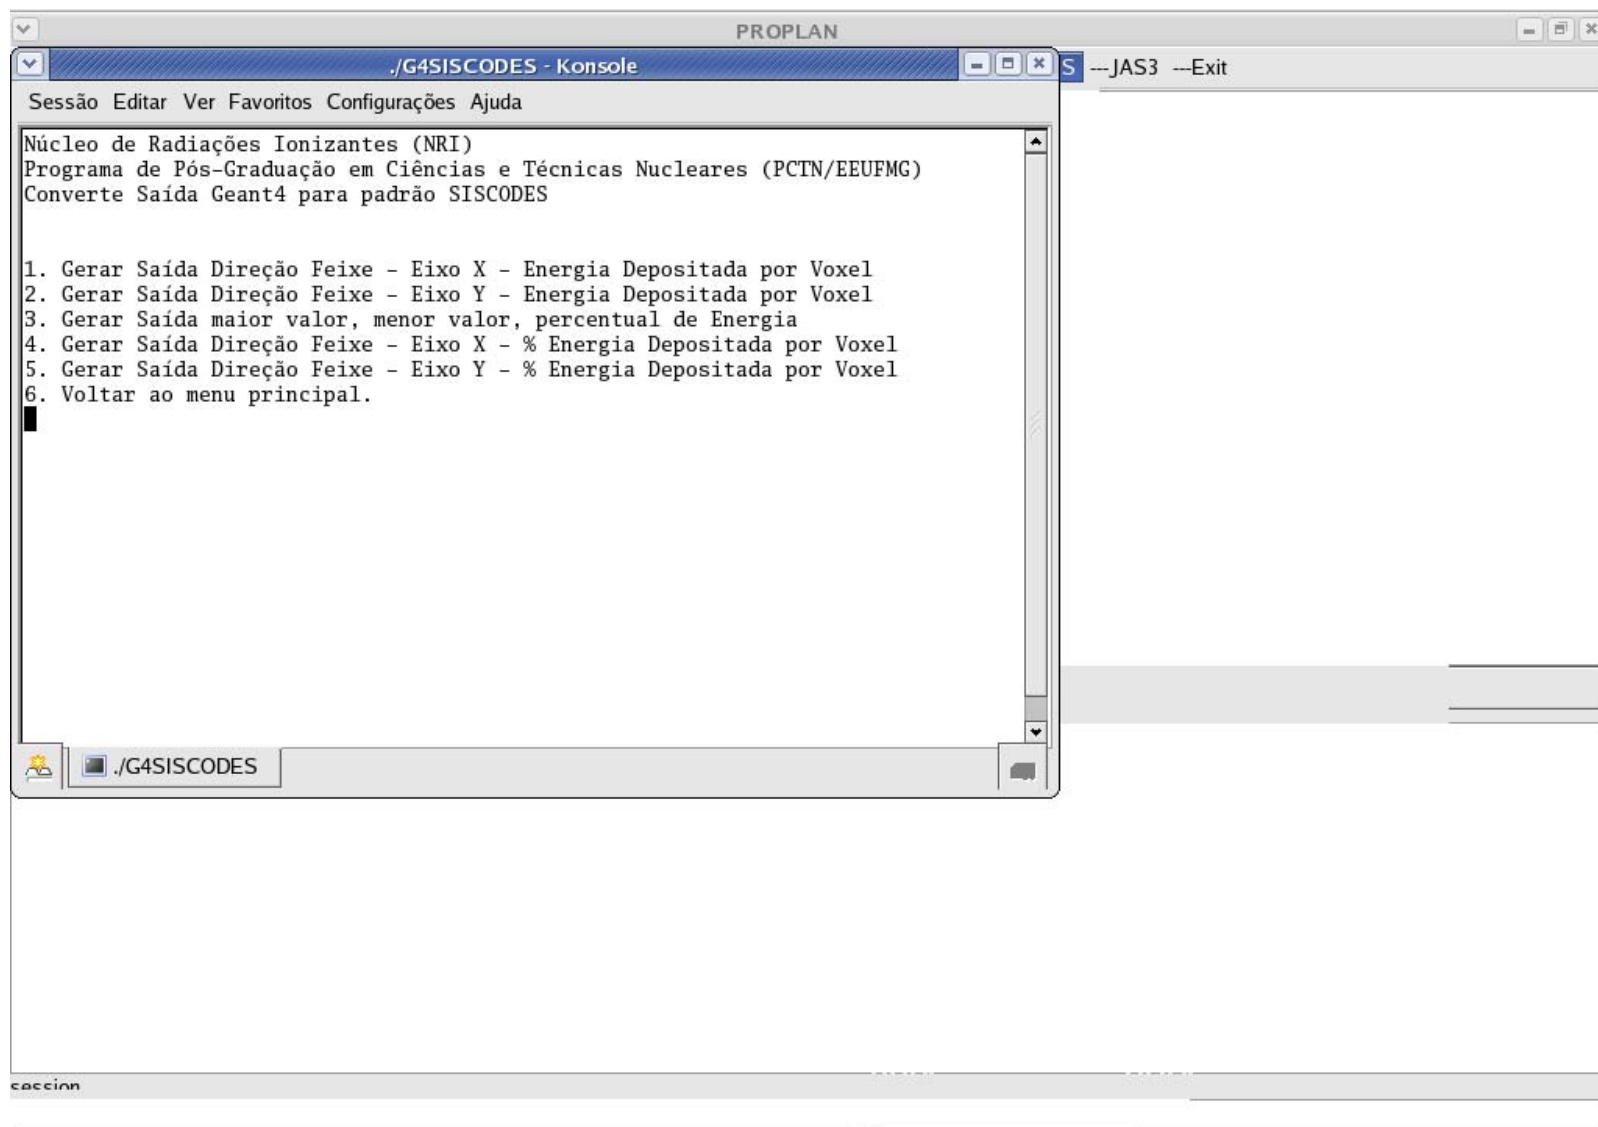 PROPLAN
./G4SISCODES - Konsole
S ---JAS3 ---Exit
Sessão Editar Ver Favoritos Configurações Ajuda
Núcleo de Radiações Ionizantes (NRI)
Programa de Pós-Graduação em Ciências e Técnicas Nucleares (PCTN/EEUFMG)
Converte Saída Geant4 para padrão SISCODES
1. Gerar Saída Direção Feixe - Eixo X - Energia Depositada por Voxel
2. Gerar Saída Direção Feixe - Eixo Y - Energia Depositada por Voxel
3. Gerar Saída maior valor, menor valor, percentual de Energia
4. Gerar Saída Direção Feixe - Eixo X - % Energia Depositada por Voxel
5. Gerar Saída Direção Feixe - Eixo Y - % Energia Depositada por Voxel
6. Voltar ao menu principal.
./G4SISCODES
session